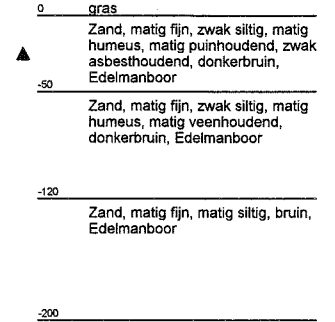 0 gras
Zand, matig fijn, zwak siltig, matig
humeus, matig puinhoudend, zwak
asbesthoudend, donkerbruin,
Edelmanboor
-50
Zand, matig fijn, zwak siltig, matig
humeus, matig veenhoudend,
donkerbruin, Edelmanboor
-120
Zand, matig fijn, matig siltig, bruin,
Edelmanboor
-200